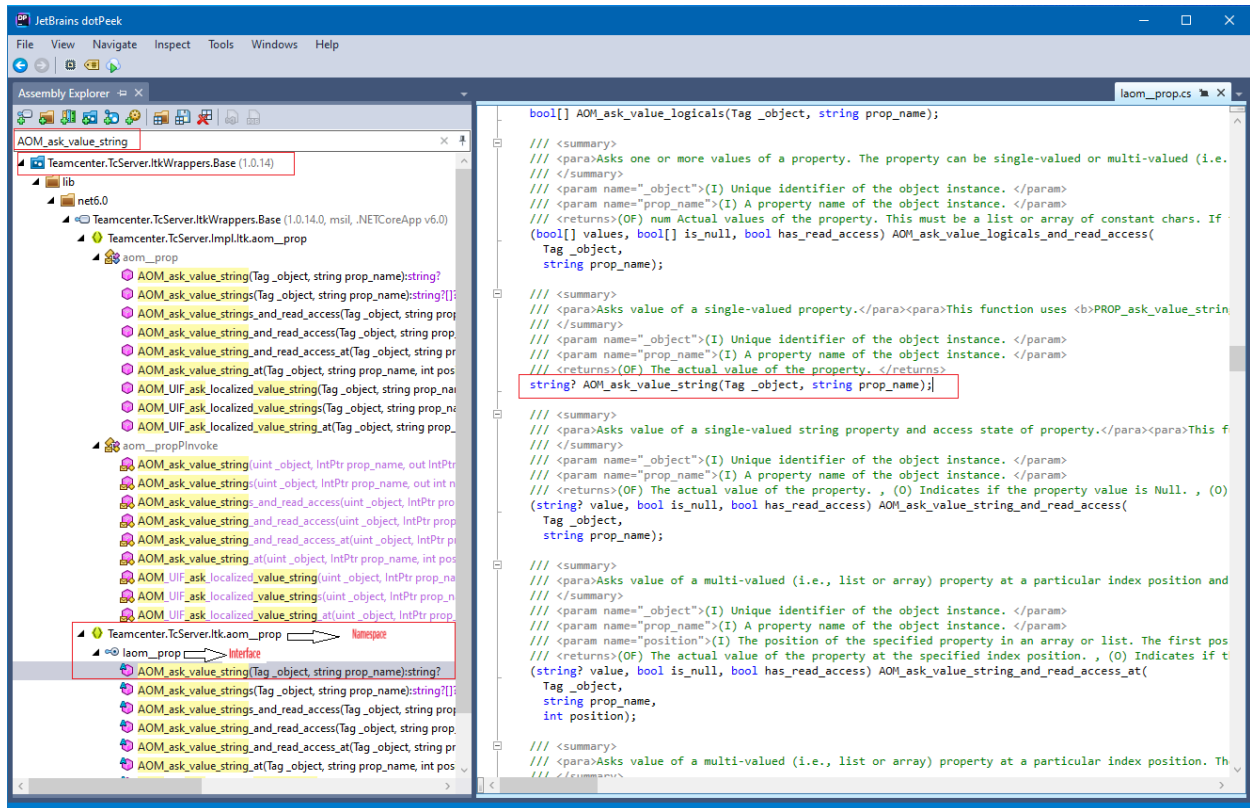 JetBrains dotPeek
File View Navigate Inspect Tools Windows Help
Assembly Explorer
Iaom__prop.cs
AOM_ask_value_string
Teamcenter.TcServer.ItkWrappers.Base (1.0.14)
lib
net6.0
Teamcenter.TcServer.ItkWrappers.Base (1.0.14.0, msil, .NETCoreApp v6.0)
Teamcenter.TcServer.Impl.Itk.aom__prop
aom__prop
AOM_ask_value_string(Tag _object, string prop_name):string?
AOM_ask_value_strings(Tag _object, string prop_name):string?[]?
AOM_ask_value_strings_and_read_access(Tag _object, string prop
AOM_ask_value_string_and_read_access(Tag _object, string prop_
AOM_ask_value_string_and_read_access_at(Tag _object, string pr
AOM_ask_value_string_at(Tag _object, string prop_name, int pos
AOM_UIF_ask_localized_value_string(Tag _object, string prop_nar
AOM_UIF_ask_localized_value_strings(Tag _object, string prop_na
AOM_UIF_ask_localized_value_string_at(Tag _object, string prop_
aom__propPInvoke
AOM_ask_value_string(uint _object, IntPtr prop_name, out IntPtr
AOM_ask_value_strings(uint _object, IntPtr prop_name, out int n
AOM_ask_value_strings_and_read_access(uint _object, IntPtr pro
AOM_ask_value_string_and_read_access(uint _object, IntPtr prop
AOM_ask_value_string_and_read_access_at(uint _object, IntPtr p
AOM_ask_value_string_at(uint _object, IntPtr prop_name, int pos
AOM_UIF_ask_localized_value_string(uint _object, IntPtr prop_na
AOM_UIF_ask_localized_value_strings(uint _object, IntPtr prop_n
AOM_UIF_ask_localized_value_string_at(uint _object, IntPtr prop_
Teamcenter.TcServer.Itk.aom__prop Namespace
Iaom__prop Interface
AOM_ask_value_string(Tag _object, string prop_name):string?
AOM_ask_value_strings(Tag _object, string prop_name):string?[]?
AOM_ask_value_strings_and_read_access(Tag _object, string prop
AOM_ask_value_string_and_read_access(Tag _object, string prop_
AOM_ask_value_string_and_read_access_at(Tag _object, string pr
AOM_ask_value_string_at(Tag _object, string prop_name, int pos
bool[] AOM_ask_value_logicals(Tag _object, string prop_name);
/// <summary>
/// <para>Asks one or more values of a property. The property can be single-valued or multi-valued (i.e.
/// </summary>
/// <param name="_object">(I) Unique identifier of the object instance. </param>
/// <param name="prop_name">(I) A property name of the object instance. </param>
/// <returns>(OF) num Actual values of the property. This must be a list or array of constant chars. If
(bool[] values, bool[] is_null, bool has_read_access) AOM_ask_value_logicals_and_read_access(
Tag _object,
string prop_name);
/// <summary>
/// <para>Asks value of a single-valued property.</para><para>This function uses <b>PROP_ask_value_strin
/// </summary>
/// <param name="_object">(I) Unique identifier of the object instance. </param>
/// <param name="prop_name">(I) A property name of the object instance. </param>
/// <returns>(OF) The actual value of the property. </returns>
string? AOM_ask_value_string(Tag _object, string prop_name);
/// <summary>
/// <para>Asks value of a single-valued string property and access state of property.</para><para>This f
/// </summary>
/// <param name="_object">(I) Unique identifier of the object instance. </param>
/// <param name="prop_name">(I) A property name of the object instance. </param>
/// <returns>(OF) The actual value of the property. , (O) Indicates if the property value is Null. , (O)
(string? value, bool is_null, bool has_read_access) AOM_ask_value_string_and_read_access(
Tag _object,
string prop_name);
/// <summary>
/// <para>Asks value of a multi-valued (i.e., list or array) property at a particular index position and
/// </summary>
/// <param name="_object">(I) Unique identifier of the object instance. </param>
/// <param name="prop_name">(I) A property name of the object instance. </param>
/// <param name="position">(I) The position of the specified property in an array or list. The first pos
/// <returns>(OF) The actual value of the property at the specified index position. , (O) Indicates if t
(string? value, bool is_null, bool has_read_access) AOM_ask_value_string_and_read_access_at(
Tag _object,
string prop_name,
int position);
/// <summary>
/// <para>Asks value of a multi-valued (i.e., list or array) property at a particular index position. Th
/// </summary>